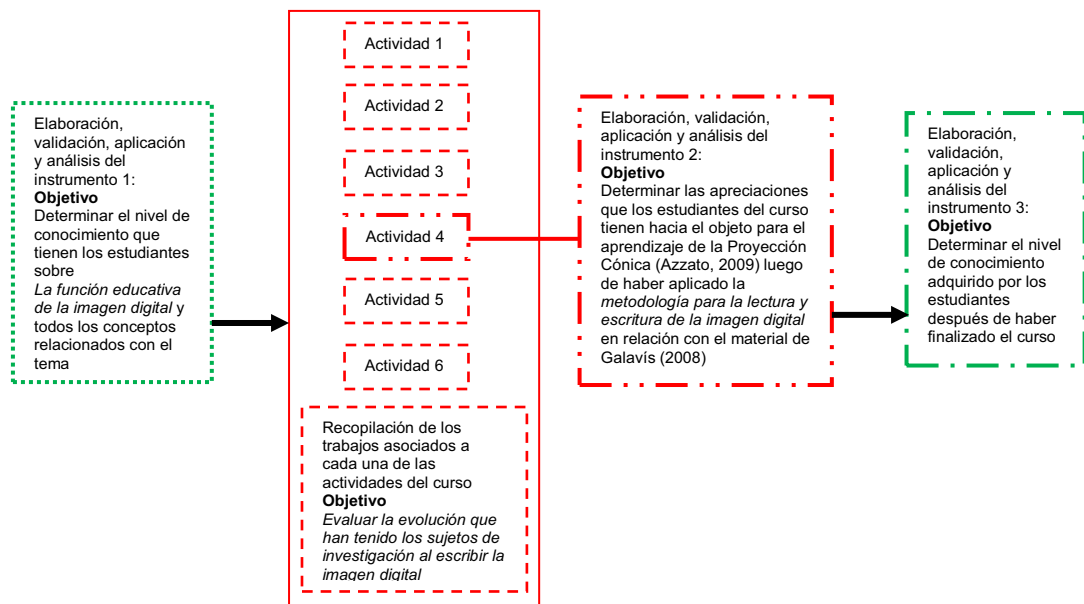 Elaboración,
validación, aplicación
y análisis del
instrumento 1:
Objetivo
Determinar el nivel de
conocimiento que
tienen los estudiantes
sobre
La función educativa
de la imagen digital y
todos los conceptos
relacionados con el
tema
Actividad 1
Actividad 2
Actividad 3
Actividad 4
Actividad 5
Actividad 6
Recopilación de los
trabajos asociados a
cada una de las
actividades del curso
Objetivo
Evaluar la evolución que
han tenido los sujetos de
investigación al escribir la
imagen digital
Elaboración, validación,
aplicación y análisis del
instrumento 2:
Objetivo
Determinar las apreciaciones
que los estudiantes del curso
tienen hacia el objeto para el
aprendizaje de la Proyección
Cónica (Azzato, 2009) luego
de haber aplicado la
metodología para la lectura y
escritura de la imagen digital
en relación con el material de
Galavís (2008)
Elaboración,
validación,
aplicación y
análisis del
instrumento 3:
Objetivo
Determinar el nivel
de conocimiento
adquirido por los
estudiantes
después de haber
finalizado el curso